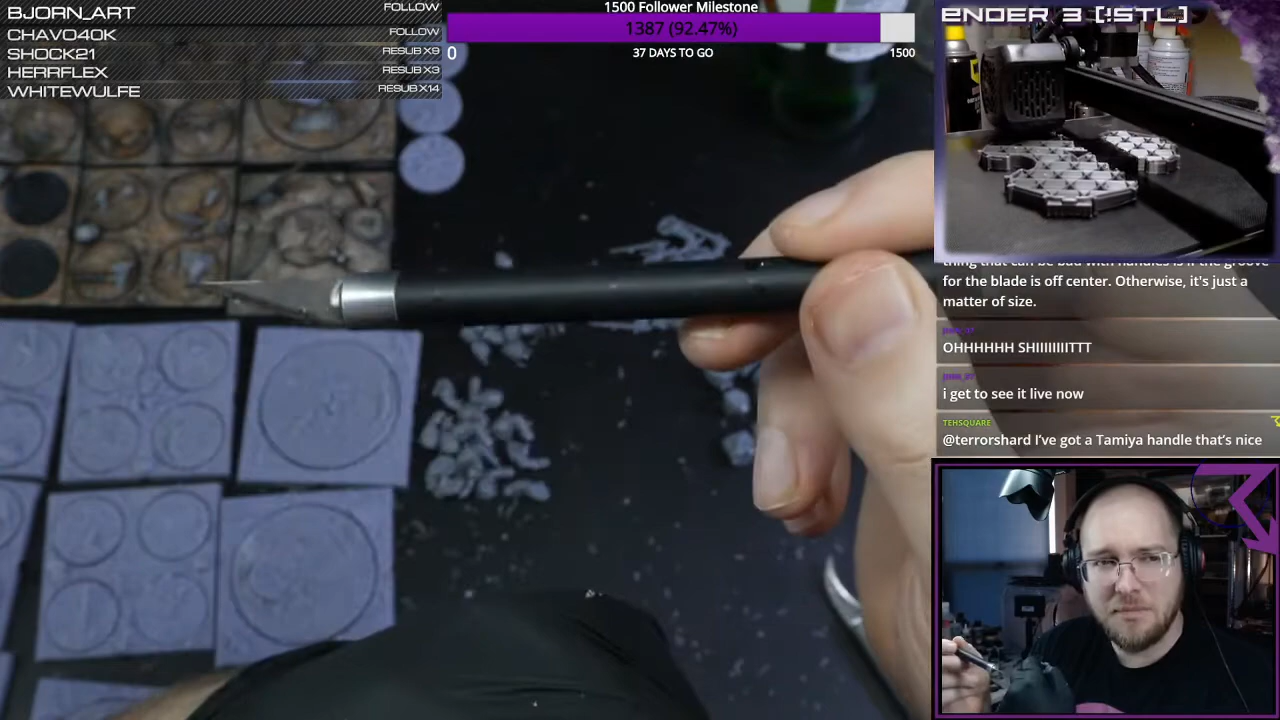 BJORN_ART FOLLOW
CHAVO40K FOLLOW
SHOCK21 RESUB X9
HERRFLEX RESUB X3
WHITEWULFE RESUB X14
1500 Follower Milestone
1387 (92.47%)
0 37 DAYS TO GO 1500
ENDER 3 [!STL]
thing that can be bad with handles is if the groove
for the blade is off center. Otherwise, it's just a
matter of size.
OHHHHHH SHIIIIIIIITTT
i get to see it live now
TEHSQUARE
@terrorshard I've got a Tamiya handle that's nice